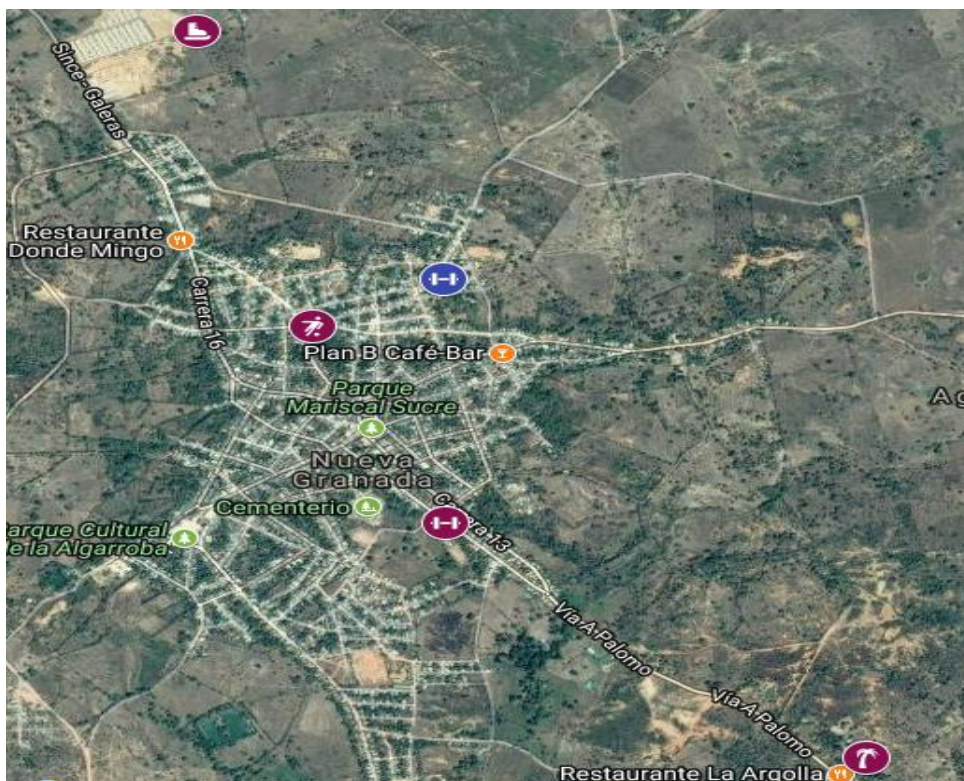 Since - Galeras
Restaurante
Donde Mingo
Carrera 16
Plan B Café-Bar
Parque
Mariscal Sucre
Nueva
Granada
Cementerio
Carrera 13
Parque Cultural
de la Algarroba
Vía A Palomo
Vía A Palomo
Restaurante La Argolla